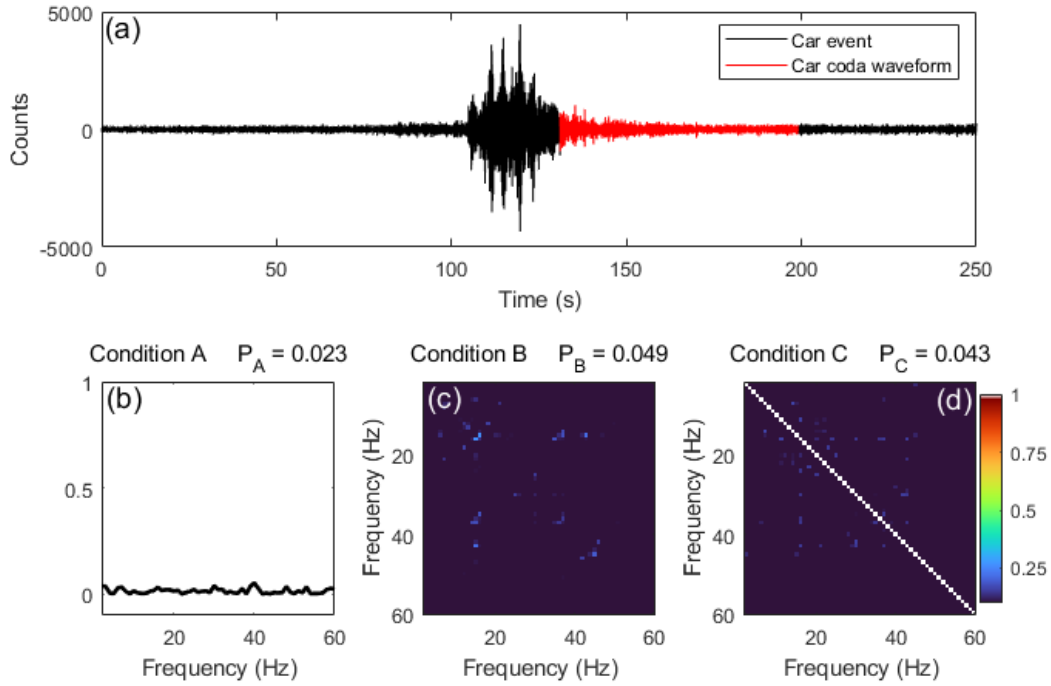 (a)
5000
0
-5000
Counts
Car event
Car coda waveform
0 50 100 150 200 250
Time (s)
Condition A P_A = 0.023
(b)
1
0.5
0
20 40 60
Frequency (Hz)
Condition B P_B = 0.049
(c)
Frequency (Hz)
20
40
60
20 40 60
Frequency (Hz)
Condition C P_C = 0.043
(d)
Frequency (Hz)
20
40
60
20 40 60
Frequency (Hz)
1
0.75
0.5
0.25